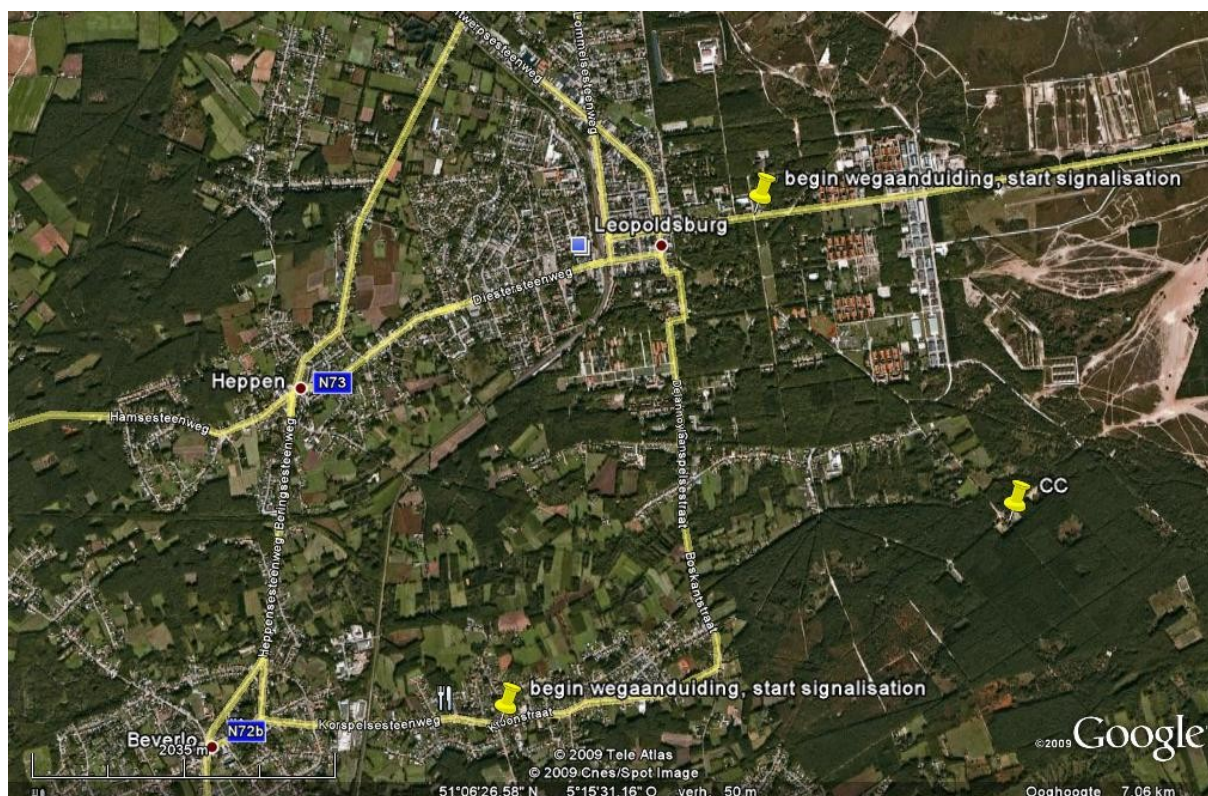 twerpsesteenweg
ommelsesteenweg
begin wegaanduiding, start signalisation
Leopoldsburg
Diestersteenweg
Heppen
N73
Hamsesteenweg
Heppensesteenweg Beringsesteenweg
Boskantstraat
CC
begin wegaanduiding, start signalisation
Korspelsesteenweg
Beverlo
N72b
2035 m
© 2009 Tele Atlas
© 2009 Cnes/Spot Image
©2009 Google
51°06'26.58" N 5°15'31.16" O verh. 50 m
Ooghoogte 7.06 km